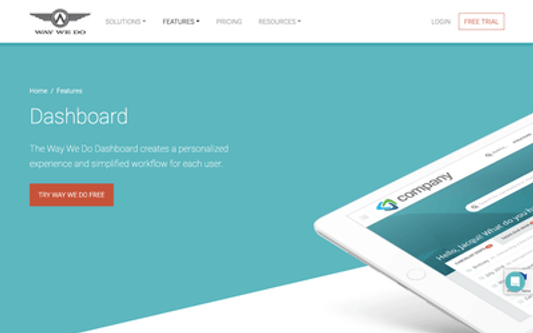 WAY WE DO
SOLUTIONS
FEATURES
PRICING
RESOURCES
LOGIN
FREE TRIAL
Home / Features
Dashboard
The Way We Do Dashboard creates a personalized
experience and simplified workflow for each user.
TRY WAY WE DO FREE
company
Hello, Jacqui! What do you